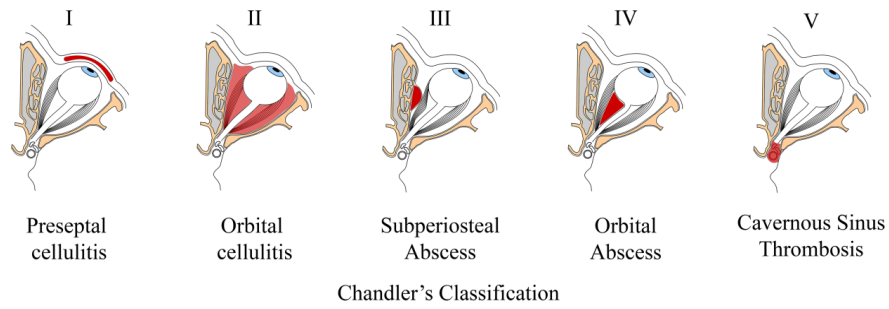 I
II
III
IV
V
Preseptal
cellulitis
Orbital
cellulitis
Subperiosteal
Abscess
Orbital
Abscess
Cavernous Sinus
Thrombosis
Chandler’s Classification